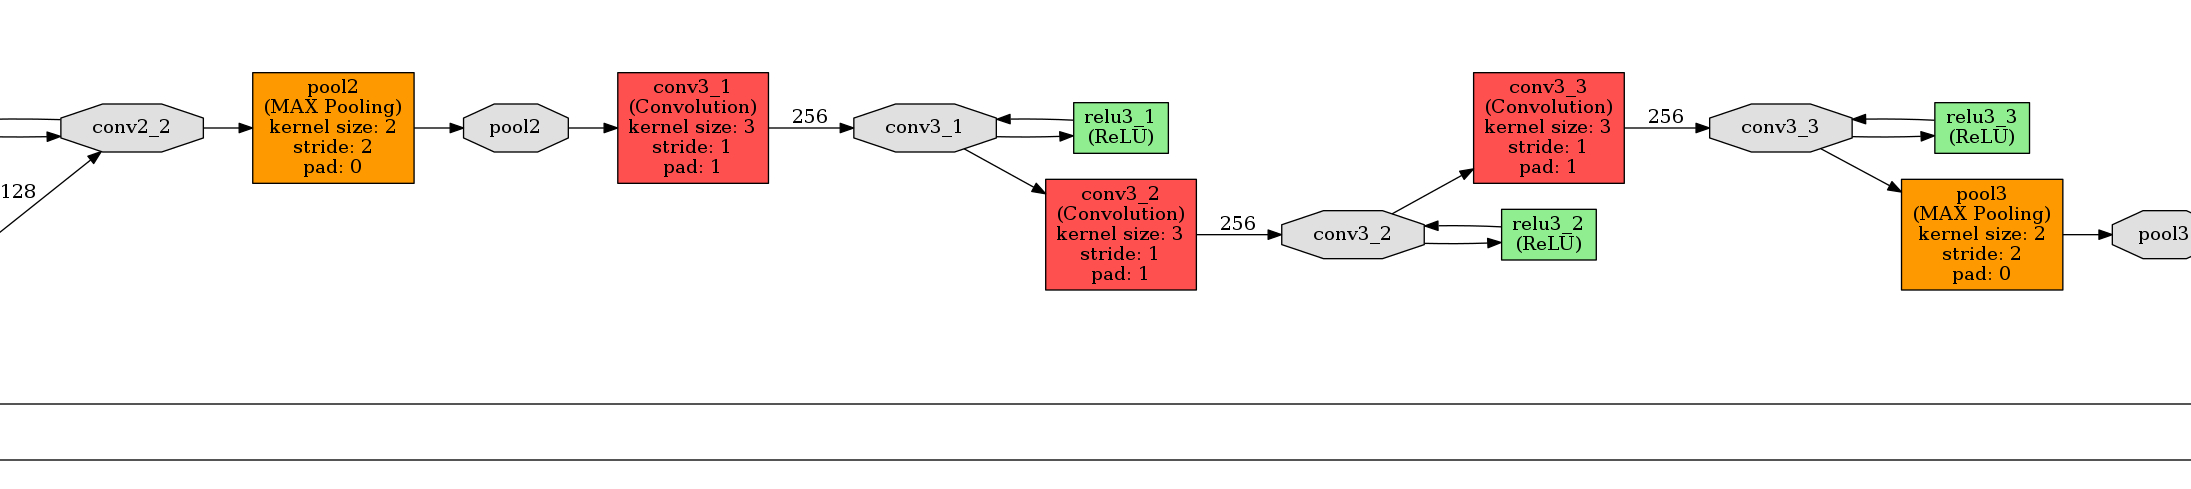 128
conv2_2
pool2
(MAX Pooling)
kernel size: 2
stride: 2
pad: 0
pool2
conv3_1
(Convolution)
kernel size: 3
stride: 1
pad: 1
256
conv3_1
relu3_1
(ReLU)
conv3_2
(Convolution)
kernel size: 3
stride: 1
pad: 1
256
conv3_2
relu3_2
(ReLU)
conv3_3
(Convolution)
kernel size: 3
stride: 1
pad: 1
256
conv3_3
relu3_3
(ReLU)
pool3
(MAX Pooling)
kernel size: 2
stride: 2
pad: 0
pool3